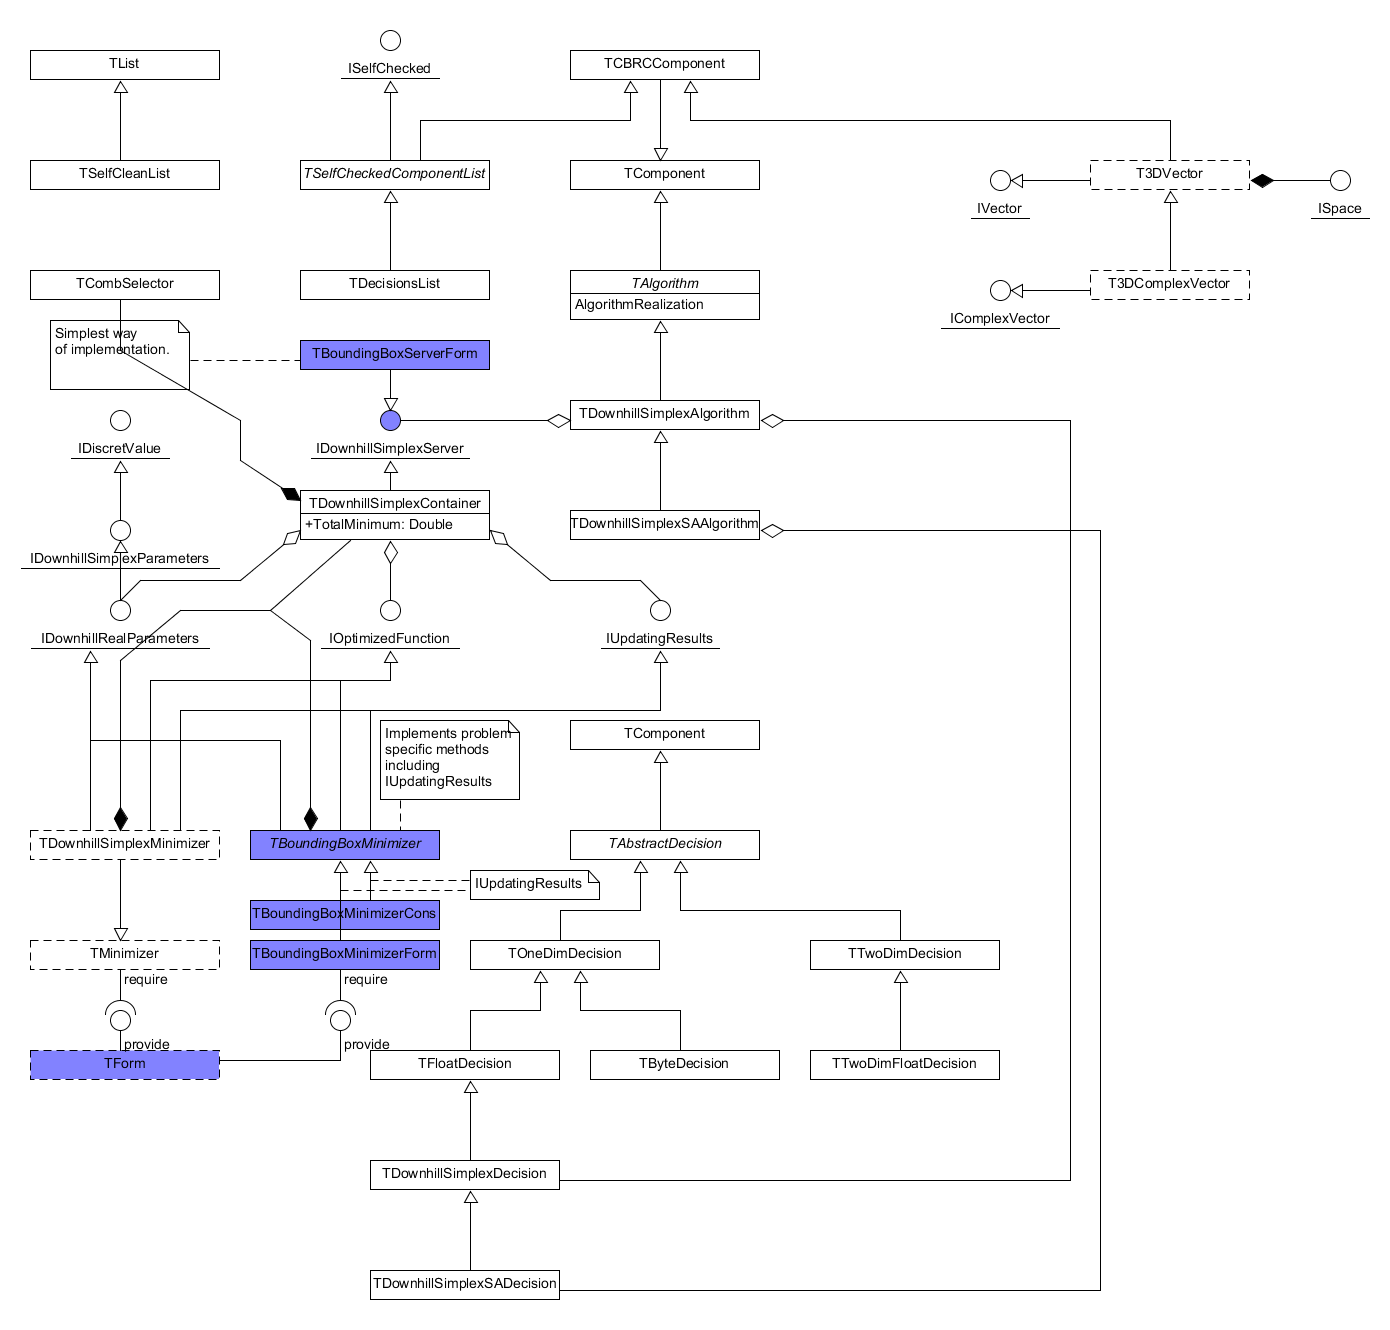 TList
ISelfChecked
TCBRCComponent
TSelfCleanList
TSelfCheckedComponentList
TComponent
T3DVector
IVector
ISpace
TCombSelector
TDecisionsList
TAlgorithm
AlgorithmRealization
T3DComplexVector
IComplexVector
Simplest way
of implementation.
TBoundingBoxServerForm
TDownhillSimplexAlgorithm
IDiscretValue
IDownhillSimplexServer
TDownhillSimplexContainer
+TotalMinimum: Double
TDownhillSimplexSAAlgorithm
IDownhillSimplexParameters
IDownhillRealParameters
IOptimizedFunction
IUpdatingResults
Implements problem
specific methods
including
IUpdatingResults
TComponent
TDownhillSimplexMinimizer
TBoundingBoxMinimizer
TAbstractDecision
IUpdatingResults
TBoundingBoxMinimizerCons
TMinimizer
TBoundingBoxMinimizerForm
TOneDimDecision
TTwoDimDecision
require
require
provide
provide
TForm
TFloatDecision
TByteDecision
TTwoDimFloatDecision
TDownhillSimplexDecision
TDownhillSimplexSADecision